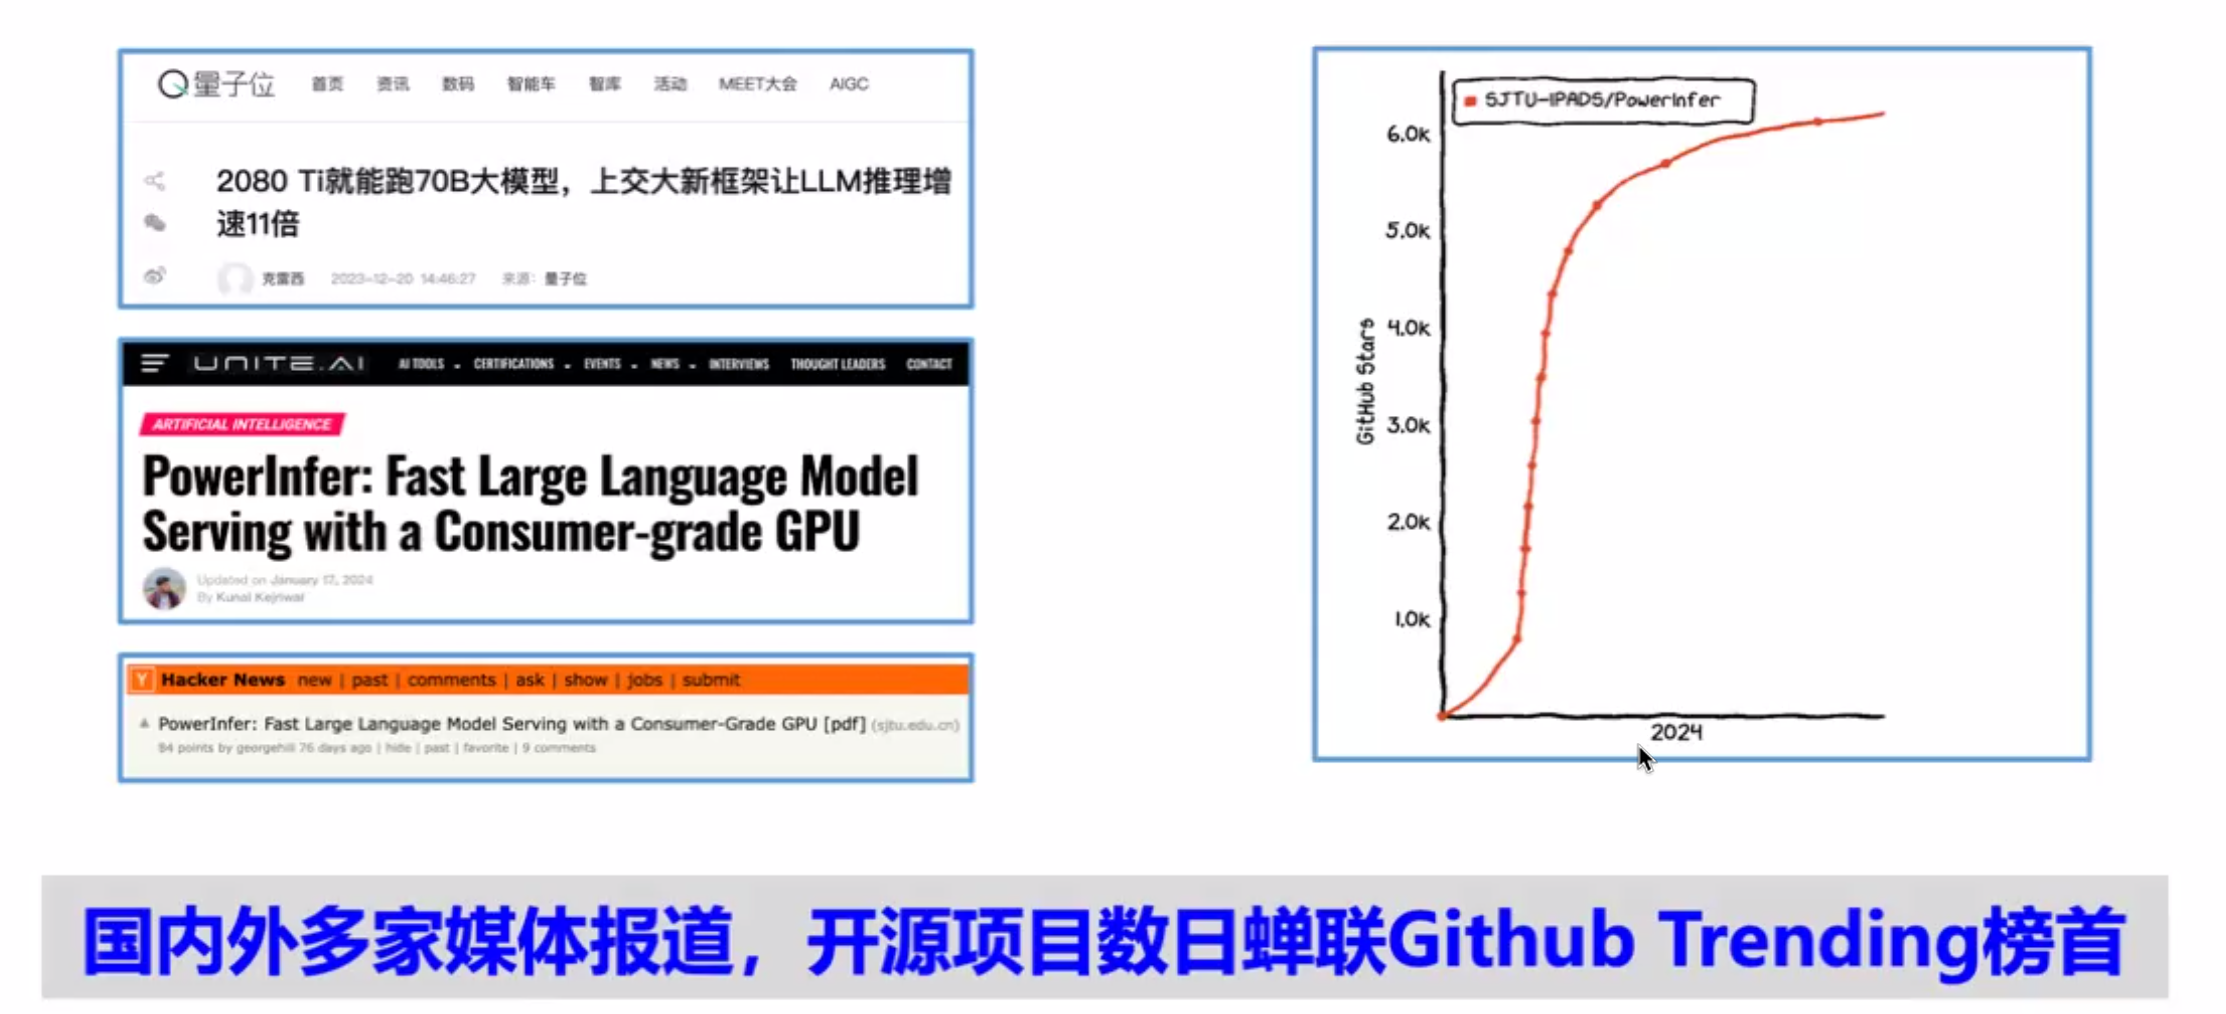 量子位 首页 资讯 数码 智能车 智库 活动 MEET大会 AIGC
2080 Ti就能跑70B大模型，上交大新框架让LLM推理增
速11倍
克雷西 2023-12-20 14:46:27 来源：量子位
UNITE.AI AI TOOLS CERTIFICATIONS EVENTS NEWS INTERVIEWS THOUGHT LEADERS CONTACT
ARTIFICIAL INTELLIGENCE
PowerInfer: Fast Large Language Model
Serving with a Consumer-grade GPU
Updated on January 17, 2024
By Kunal Kejriwal
Y Hacker News new | past | comments | ask | show | jobs | submit
PowerInfer: Fast Large Language Model Serving with a Consumer-Grade GPU [pdf] (sjtu.edu.cn)
84 points by georgehill 76 days ago | hide | past | favorite | 9 comments
SJTU-IPADS/PowerInfer
6.0k
5.0k
4.0k
3.0k
2.0k
1.0k
GitHub Stars
2024
国内外多家媒体报道，开源项目数日蝉联Github Trending榜首